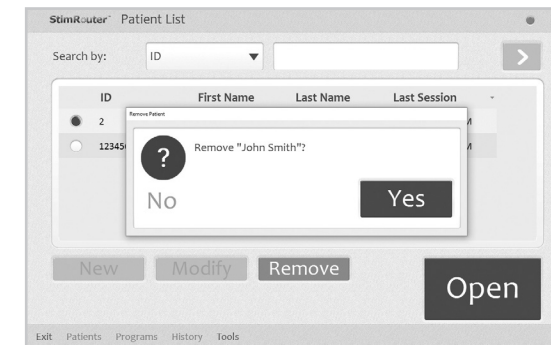 StimRouter™ Patient List
Search by: ID
ID First Name Last Name Last Session
2 M
Remove Patient
Remove "John Smith"?
?
No Yes
New Modify Remove
Open
Exit Patients Programs History Tools